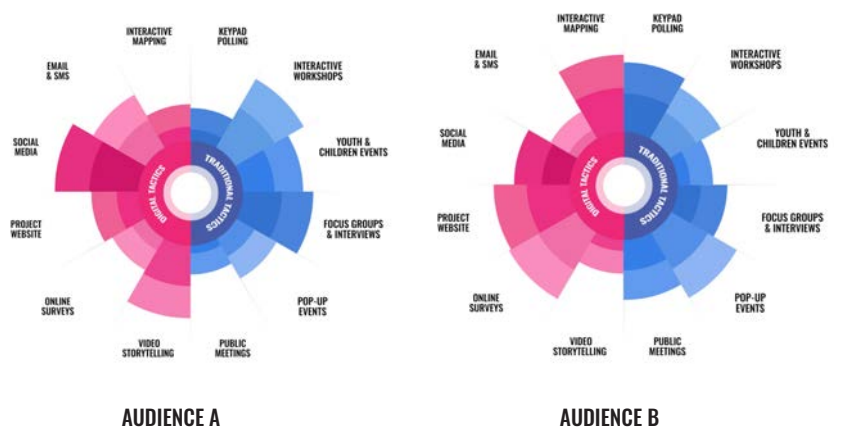 INTERACTIVE
MAPPING
KEYPAD
POLLING
EMAIL
& SMS
INTERACTIVE
WORKSHOPS
SOCIAL
MEDIA
YOUTH &
CHILDREN EVENTS
DIGITAL TACTICS
TRADITIONAL TACTICS
PROJECT
WEBSITE
FOCUS GROUPS
& INTERVIEWS
ONLINE
SURVEYS
POP-UP
EVENTS
VIDEO
STORYTELLING
PUBLIC
MEETINGS
AUDIENCE A
INTERACTIVE
MAPPING
KEYPAD
POLLING
EMAIL
& SMS
INTERACTIVE
WORKSHOPS
SOCIAL
MEDIA
YOUTH &
CHILDREN EVENTS
DIGITAL TACTICS
TRADITIONAL TACTICS
PROJECT
WEBSITE
FOCUS GROUPS
& INTERVIEWS
ONLINE
SURVEYS
POP-UP
EVENTS
VIDEO STORYTELLING
PUBLIC
MEETINGS
AUDIENCE B